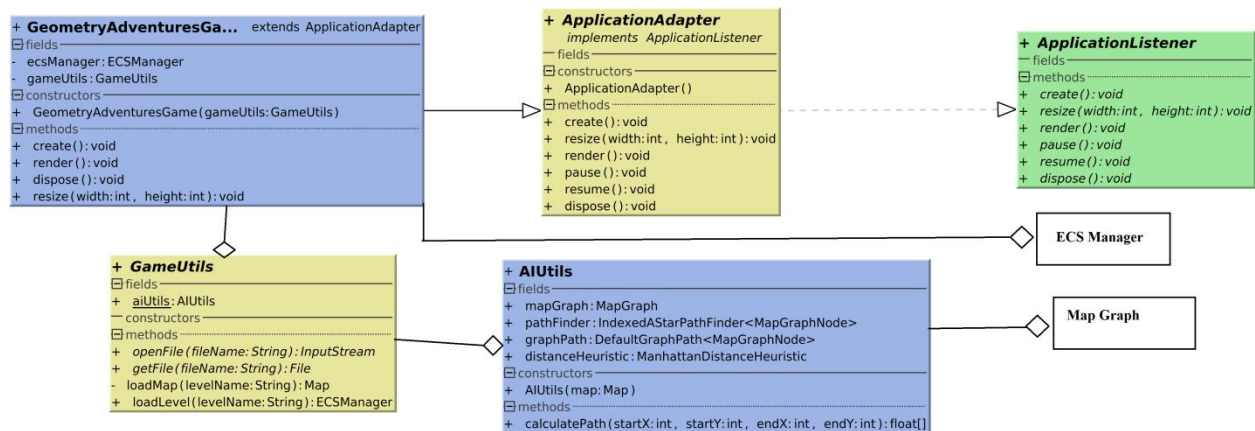 + GeometryAdventuresGa... extends ApplicationAdapter
fields
- ecsManager:ECSManager
- gameUtils:GameUtils
constructors
+ GeometryAdventuresGame(gameUtils:GameUtils)
methods
+ create():void
+ render():void
+ dispose():void
+ resize(width:int, height:int):void
+ ApplicationAdapter
implements ApplicationListener
fields
constructors
+ ApplicationAdapter()
methods
+ create():void
+ resize(width:int, height:int):void
+ render():void
+ pause():void
+ resume():void
+ dispose():void
+ ApplicationListener
fields
methods
+ create():void
+ resize(width:int, height:int):void
+ render():void
+ pause():void
+ resume():void
+ dispose():void
ECS Manager
+ GameUtils
fields
+ aiUtils:AIUtils
constructors
methods
+ openFile(fileName:String):InputStream
+ getFile(fileName:String):File
- loadMap(levelName:String):Map
+ loadLevel(levelName:String):ECSManager
+ AIUtils
fields
+ mapGraph:MapGraph
+ pathFinder:IndexedAStarPathFinder<MapGraphNode>
+ graphPath:DefaultGraphPath<MapGraphNode>
+ distanceHeuristic:ManhattanDistanceHeuristic
constructors
+ AIUtils(map:Map)
methods
+ calculatePath(startX:int, startY:int, endX:int, endY:int):float[]
Map Graph